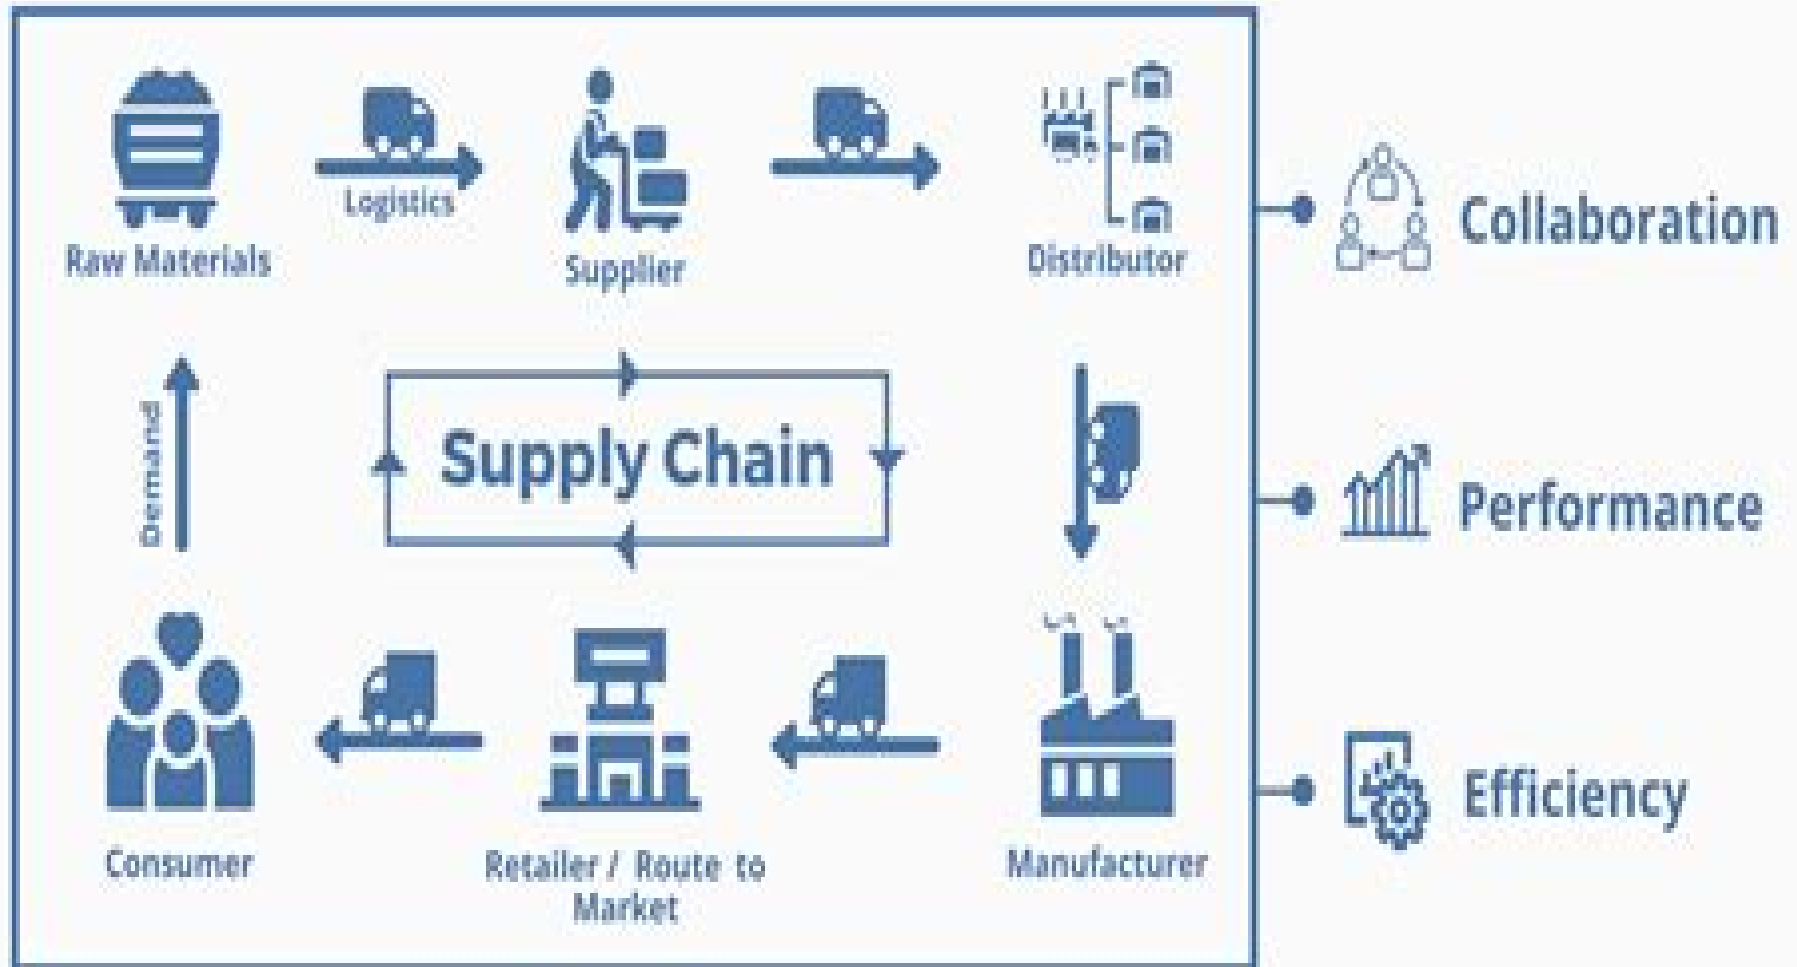 Logistics
Raw Materials
Supplier
Distributor
Collaboration
Demand
Supply Chain
Performance
Consumer
Retailer / Route to
Market
Manufacturer
Efficiency